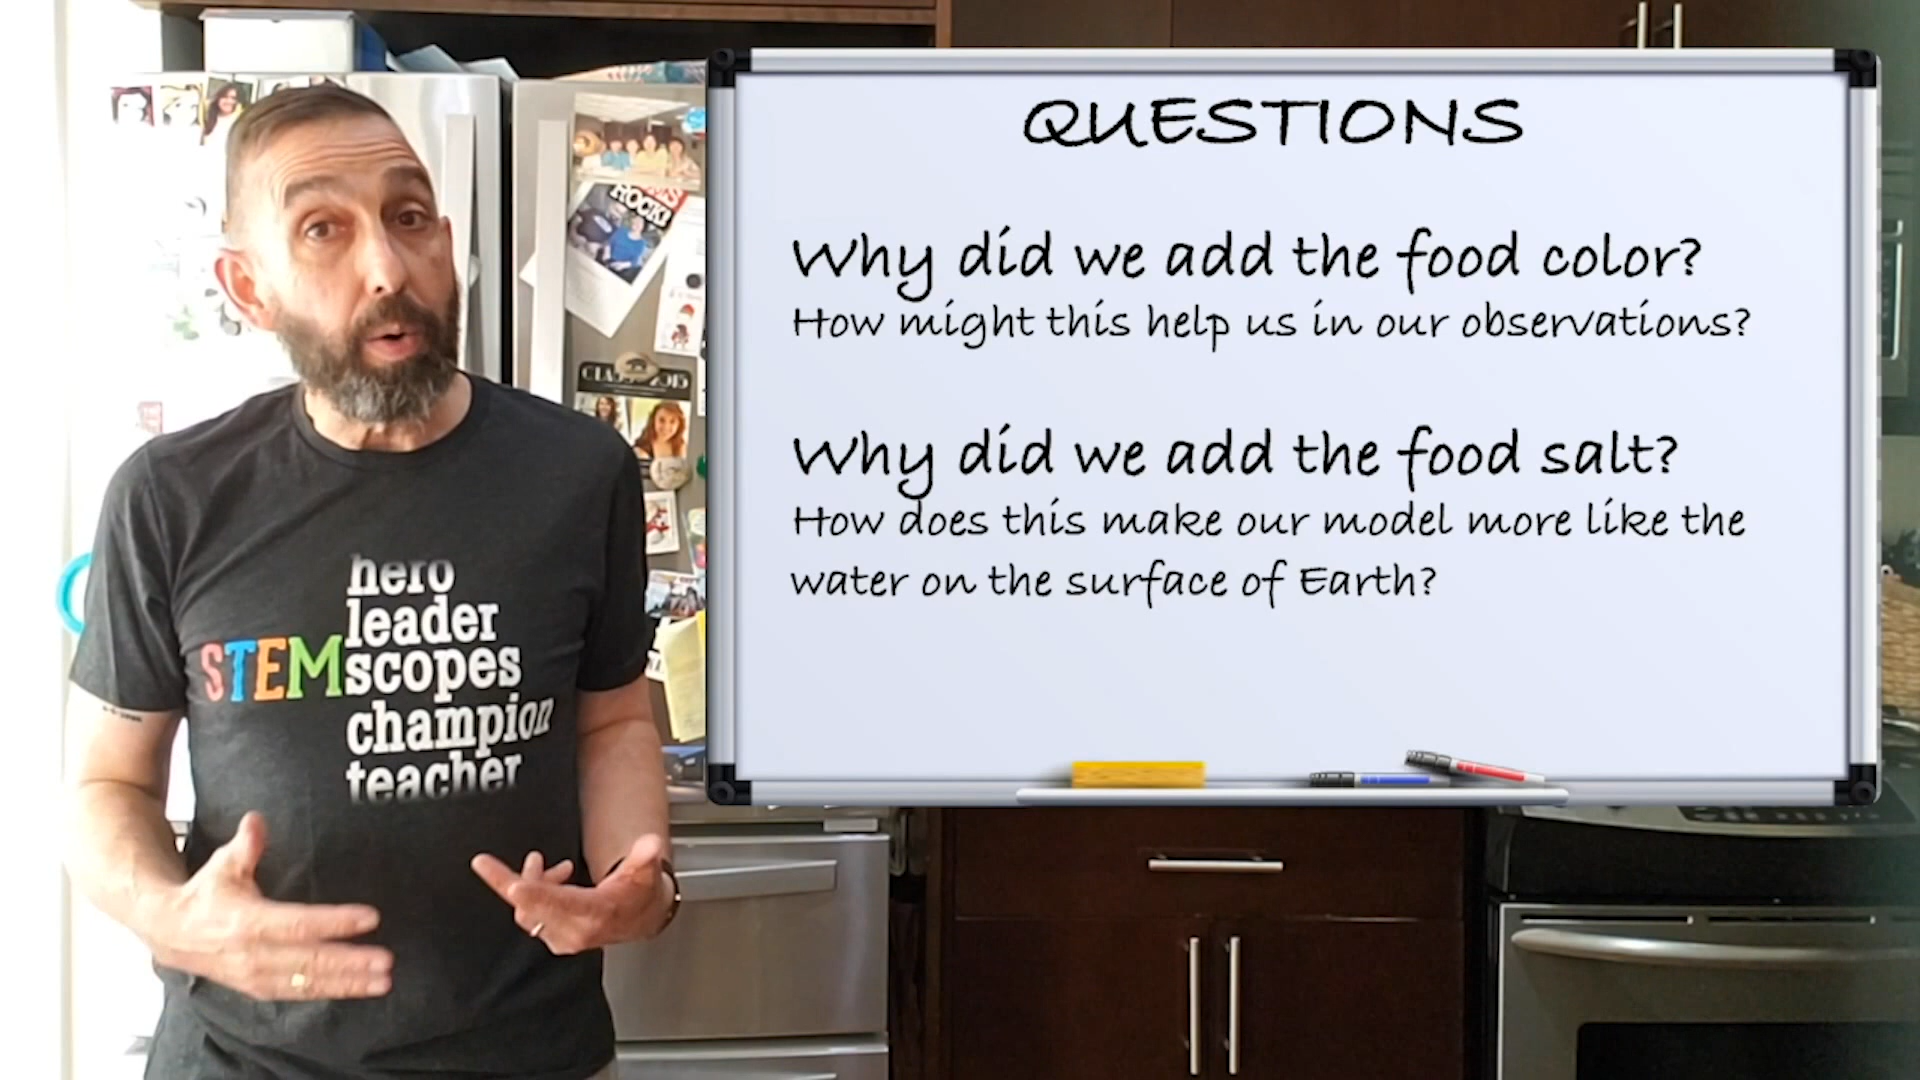 QUESTIONS
Why did we add the food color?
How might this help us in our observations?
Why did we add the food salt?
How does this make our model more like the
water on the surface of Earth?
hero
leader
STEMscopes
champion
teacher
ROCK!